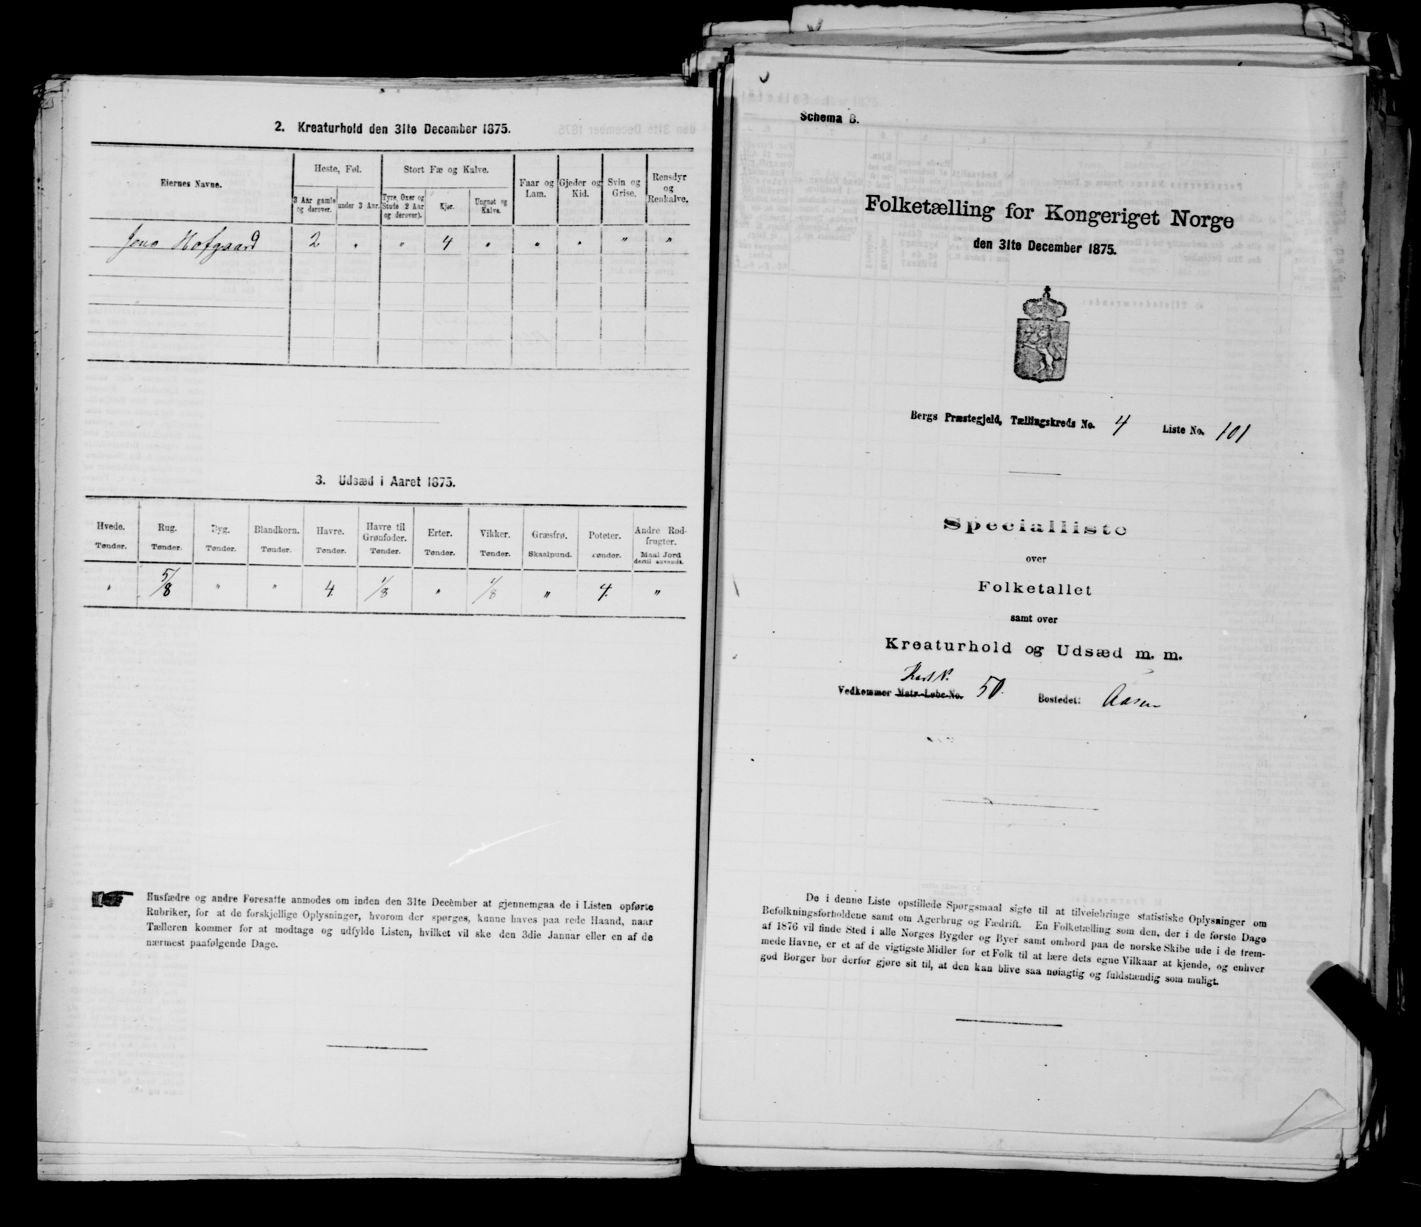 2. Kreaturhold den 31te December 1875.
Eiernes Navne.
Heste, Føl.
Stort Fæ og Kalve.
Faar og Lam.
Gjeder og Kid.
Svin og Grise.
Rensdyr og Renkalve.
3 Aar gamle og derover.
under 3 Aar.
Tyre, Oxer og Stude (2 Aar og derover).
Kjør.
Ungnøt og Kalve.
Hofgaard 2 " " 4 " " " " "
3. Udsæd i Aaret 1875.
Hvede. Rug. Byg. Blandkorn. Havre. Havre til Grønfoder. Erter. Vikker. Græsfrø. Poteter. Andre Rodfrugter.
Tønder. Tønder. Tønder. Tønder. Tønder. Tønder. Tønder. Tønder. Skaalpund. Tønder. Maal Jord dertil anvendt.
" 5/8 " " 4 1/8 " 1/8 " 4 "
Husfædre og andre Foresatte anmodes om inden den 31te December at gjennemgaa de i Listen opførte
Rubriker, for at de forskjellige Oplysninger, hvorom der spørges, kunne haves paa rede Haand, naar
Tælleren kommer for at modtage og udfylde Listen, hvilket vil ske den 3die Januar eller en af de
nærmest paafølgende Dage.
Schema B.
Folketælling for Kongeriget Norge
den 31te December 1875.
Bergs Præstegjeld, Tællingskreds No. 4 Liste No. 101
Specialliste
over
Folketallet
samt over
Kreaturhold og Udsæd m. m.
Vedkommer Matr.-Løbe-No. 50. Bostedet: Aasen
De i denne Liste opstillede Spørgsmaal sigte til at tilveiebringe statistiske Oplysninger om
Befolkningsforholdene samt om Agerbrug og Fædrift. En Folketælling som den, der i de første Dage
af 1876 vil finde Sted i alle Norges Bygder og Byer samt ombord paa de norske Skibe ude i de frem-
mede Havne, er et af de vigtigste Midler for et Folk til at lære dets egne Vilkaar at kjende, og enhver
god Borger bør derfor gjøre sit til, at den kan blive saa nøiagtig og fuldstændig som muligt.